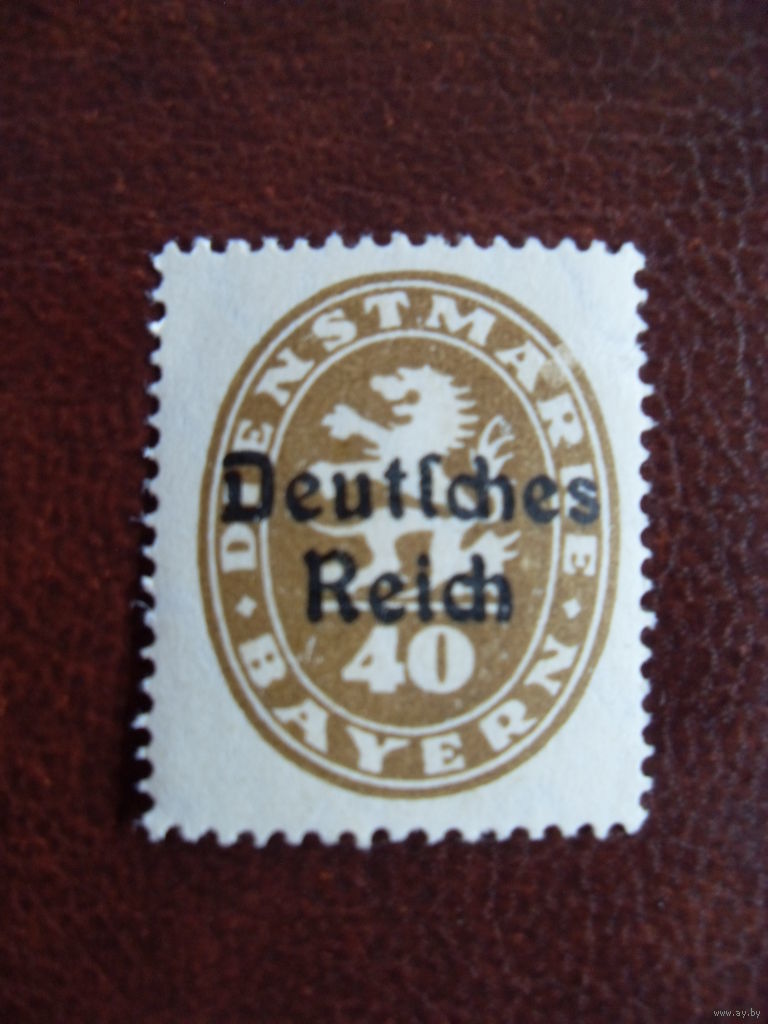 DIENSTMARKE
Deutſches
Reich
40
BAYERN
www.ay.by